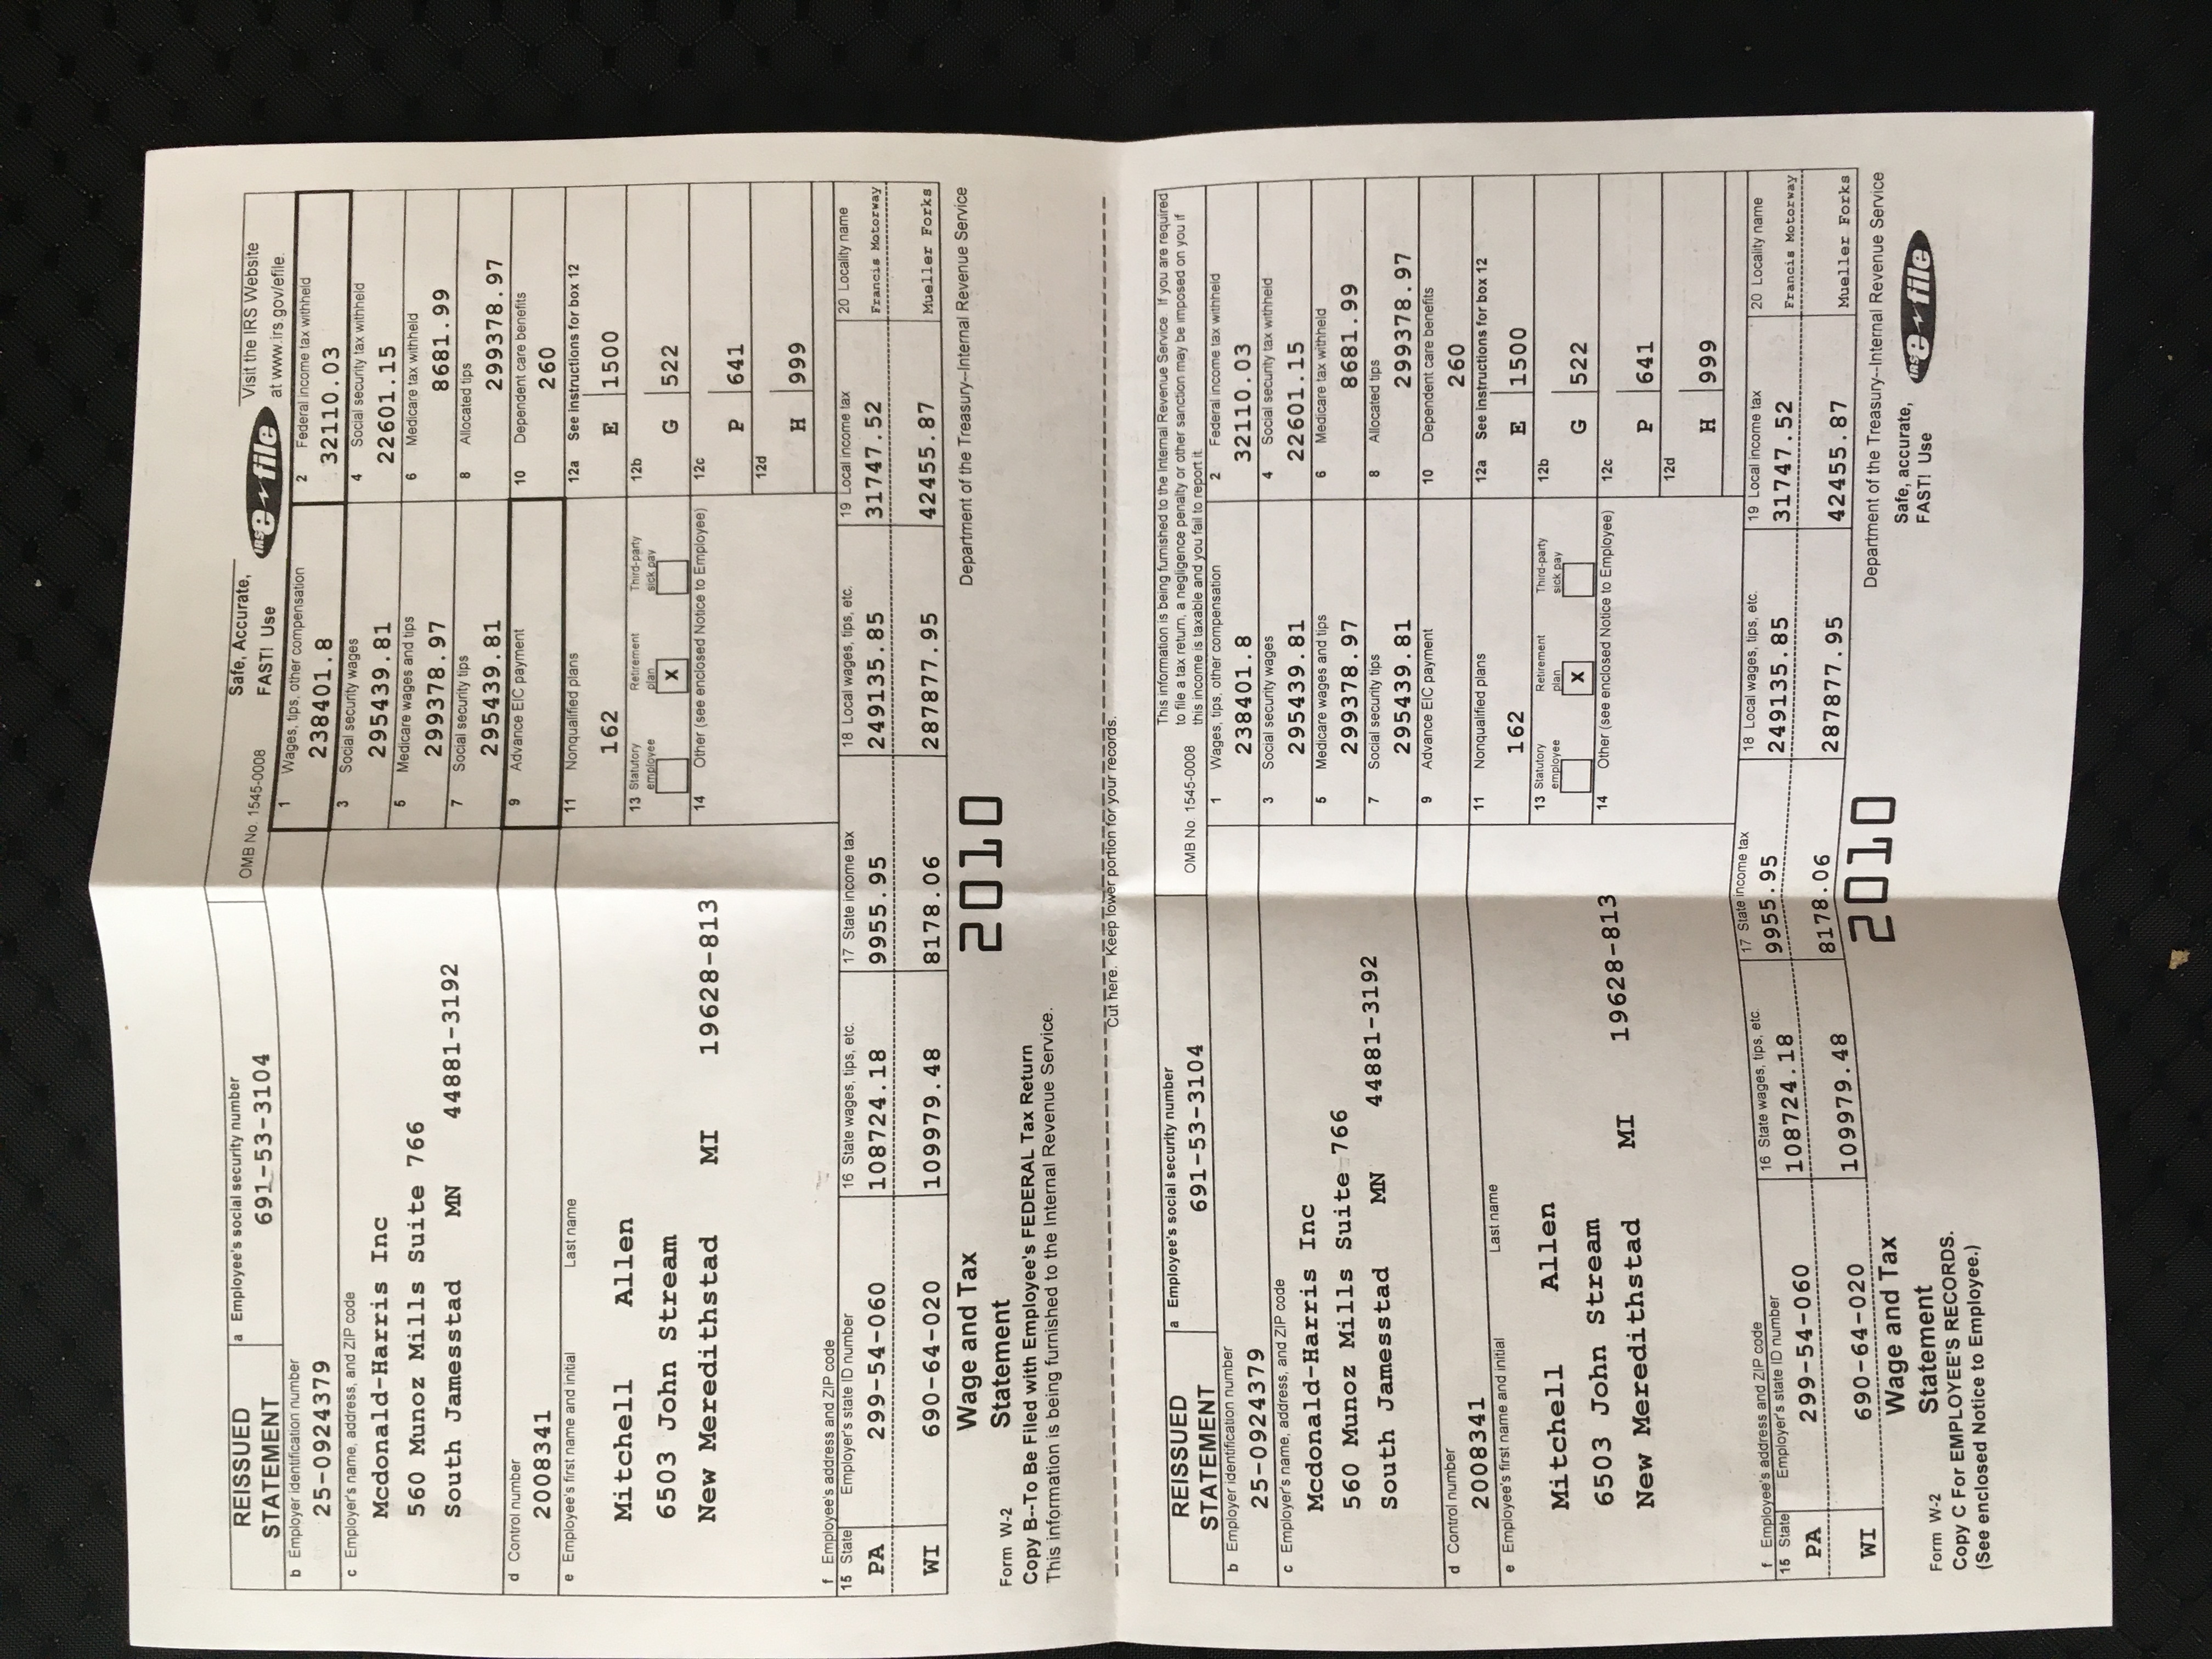 REISSUED STATEMENT
a Employee's social security number
691-53-3104
OMB No. 1545-0008
Safe, Accurate, FAST! Use
IRS e-file
Visit the IRS Website at www.irs.gov/efile.
b Employer identification number
25-0924379
1 Wages, tips, other compensation
238401.8
2 Federal income tax withheld
32110.03
c Employer's name, address, and ZIP code
Mcdonald-Harris Inc
560 Munoz Mills Suite 766
South Jamesstad MN 44881-3192
3 Social security wages
295439.81
4 Social security tax withheld
22601.15
5 Medicare wages and tips
299378.97
6 Medicare tax withheld
8681.99
7 Social security tips
295439.81
8 Allocated tips
299378.97
d Control number
2008341
9 Advance EIC payment
10 Dependent care benefits
260
e Employee's first name and initial Last name
Mitchell Allen
6503 John Stream
New Meredithstad MI 19628-813
11 Nonqualified plans
162
12a See instructions for box 12
E 1500
13 Statutory employee
Retirement plan
X
Third-party sick pay
12b
G 522
14 Other (see enclosed Notice to Employee)
12c
P 641
12d
H 999
f Employee's address and ZIP code
15 State Employer's state ID number 16 State wages, tips, etc. 17 State income tax 18 Local wages, tips, etc. 19 Local income tax 20 Locality name
PA 299-54-060 108724.18 9955.95 249135.85 31747.52 Francis Motorway
WI 690-64-020 109979.48 8178.06 287877.95 42455.87 Mueller Forks
Form W-2 Wage and Tax Statement
2010
Department of the Treasury--Internal Revenue Service
Copy B--To Be Filed with Employee's FEDERAL Tax Return
This information is being furnished to the Internal Revenue Service.
Cut here. Keep lower portion for your records.
REISSUED STATEMENT
a Employee's social security number
691-53-3104
OMB No. 1545-0008
This information is being furnished to the Internal Revenue Service. If you are required
to file a tax return, a negligence penalty or other sanction may be imposed on you if
this income is taxable and you fail to report it.
b Employer identification number
25-0924379
1 Wages, tips, other compensation
238401.8
2 Federal income tax withheld
32110.03
c Employer's name, address, and ZIP code
Mcdonald-Harris Inc
560 Munoz Mills Suite 766
South Jamesstad MN 44881-3192
3 Social security wages
295439.81
4 Social security tax withheld
22601.15
5 Medicare wages and tips
299378.97
6 Medicare tax withheld
8681.99
7 Social security tips
295439.81
8 Allocated tips
299378.97
d Control number
2008341
9 Advance EIC payment
10 Dependent care benefits
260
e Employee's first name and initial Last name
Mitchell Allen
6503 John Stream
New Meredithstad MI 19628-813
11 Nonqualified plans
162
12a See instructions for box 12
E 1500
13 Statutory employee
Retirement plan
X
Third-party sick pay
12b
G 522
14 Other (see enclosed Notice to Employee)
12c
P 641
12d
H 999
f Employee's address and ZIP code
15 State Employer's state ID number 16 State wages, tips, etc. 17 State income tax 18 Local wages, tips, etc. 19 Local income tax 20 Locality name
PA 299-54-060 108724.18 9955.95 249135.85 31747.52 Francis Motorway
WI 690-64-020 109979.48 8178.06 287877.95 42455.87 Mueller Forks
Form W-2 Wage and Tax Statement
2010
Department of the Treasury--Internal Revenue Service
Safe, accurate, FAST! Use
IRS e-file
Copy C For EMPLOYEE'S RECORDS.
(See enclosed Notice to Employee.)